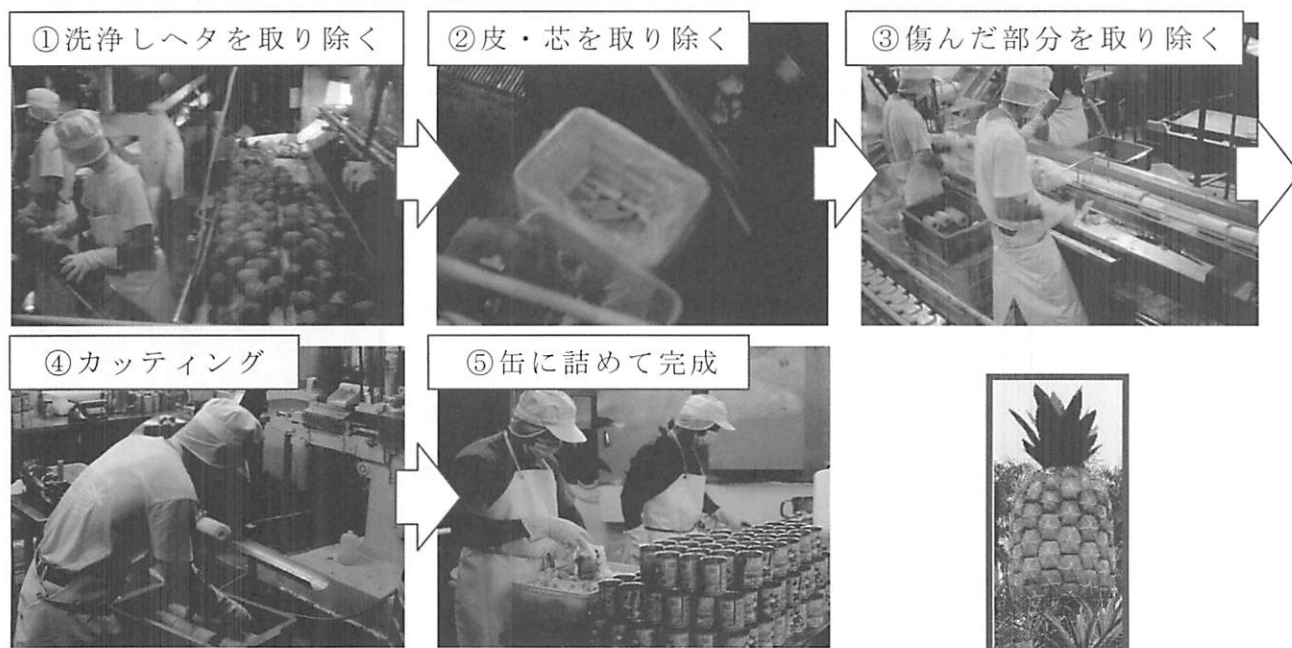 ①洗浄しヘタを取り除く
②皮・芯を取り除く
③傷んだ部分を取り除く
④カッティング
⑤缶に詰めて完成